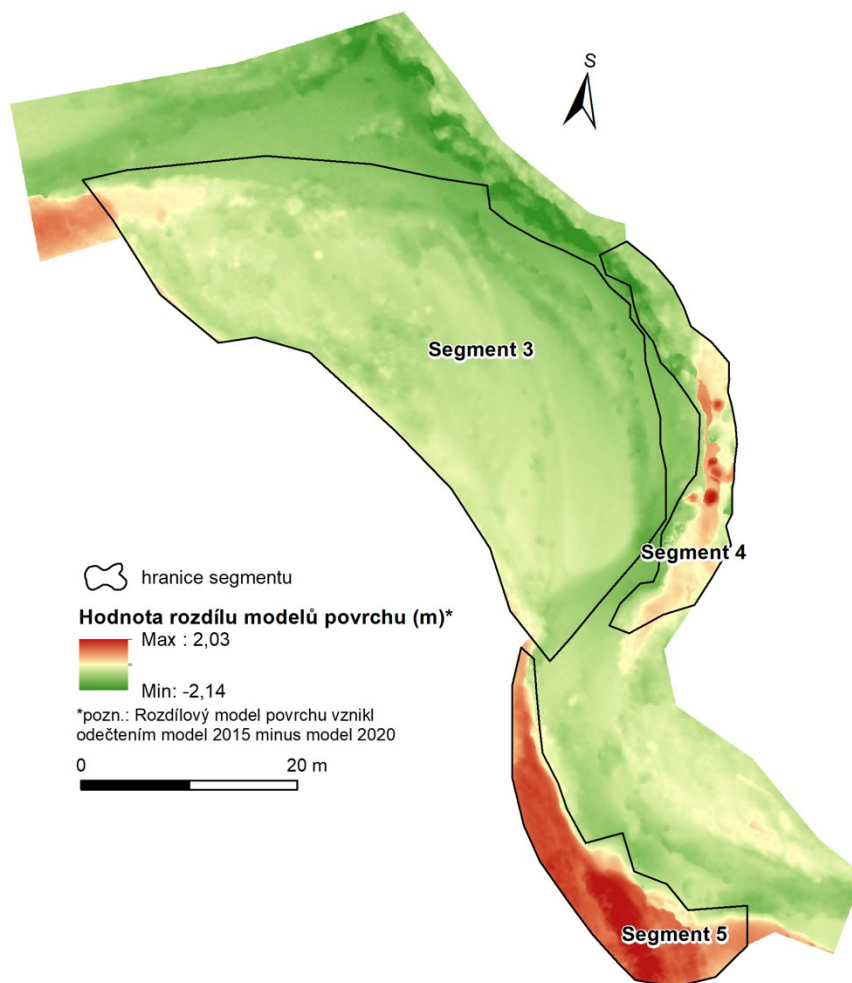 S
Segment 3
Segment 4
hranice segmentu
Hodnota rozdílu modelů povrchu (m)*
Max : 2,03
Min: -2,14
*pozn.: Rozdílový model povrchu vznikl
odečtením model 2015 minus model 2020
0 20 m
Segment 5